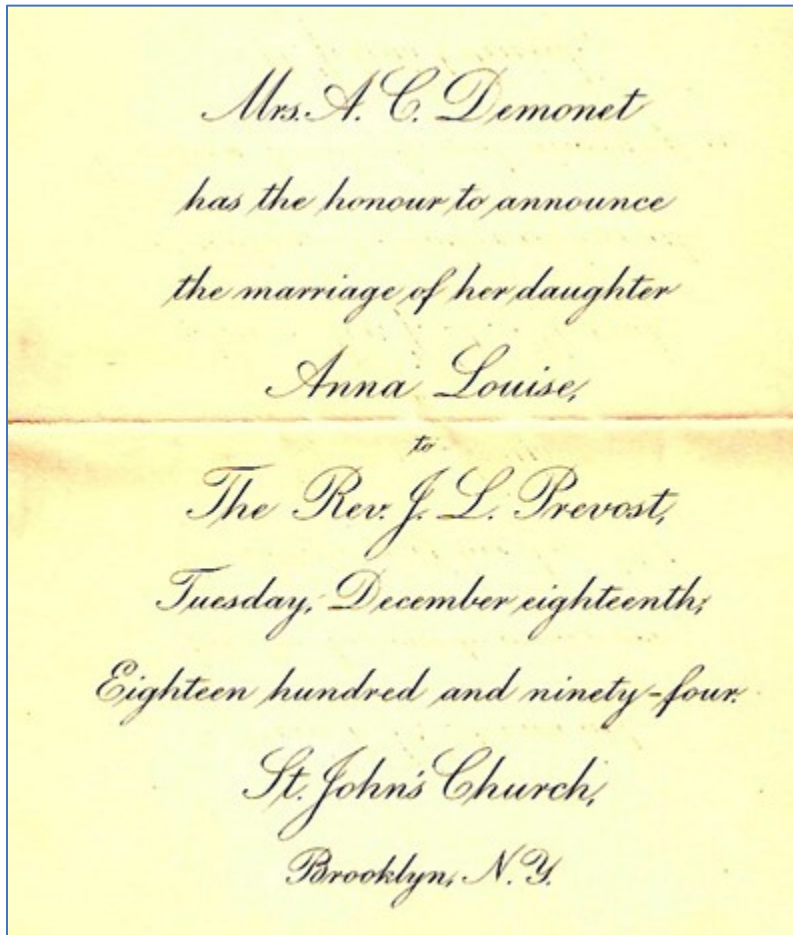 Mrs. A. C. Demonet
has the honour to announce
the marriage of her daughter
Anna Louise,
to
The Rev. J. L. Prevost,
Tuesday, December eighteenth,
Eighteen hundred and ninety-four.
St. John's Church,
Brooklyn, N. Y.